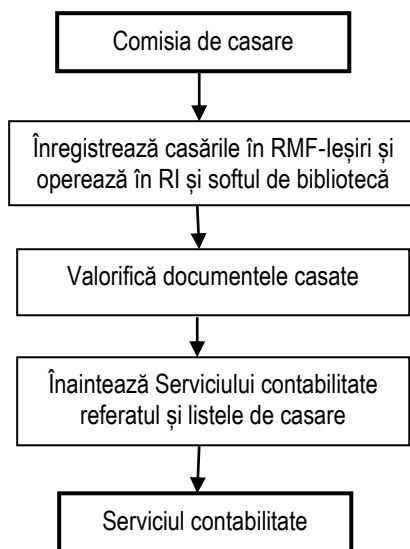 Comisia de casare
Înregistrează casările în RMF-Ieșiri și
operează în RI și softul de bibliotecă
Valorifică documentele casate
Înaintează Serviciului contabilitate
referatul și listele de casare
Serviciul contabilitate